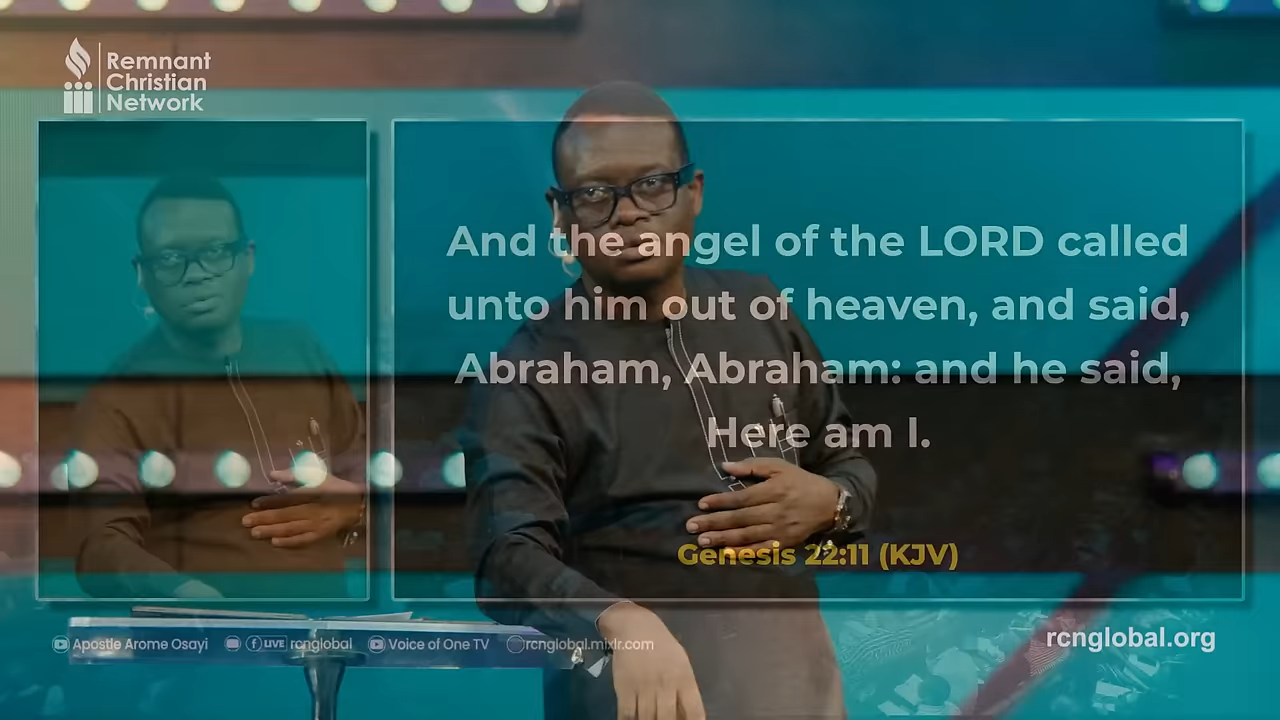 Remnant
Christian
Network
And the angel of the LORD called
unto him out of heaven, and said,
Abraham, Abraham: and he said,
Here am I.
Genesis 22:11 (KJV)
Apostle Arome Osayi
LIVE rcnglobal
Voice of One TV
rcnglobal.mixlr.com
rcnglobal.org